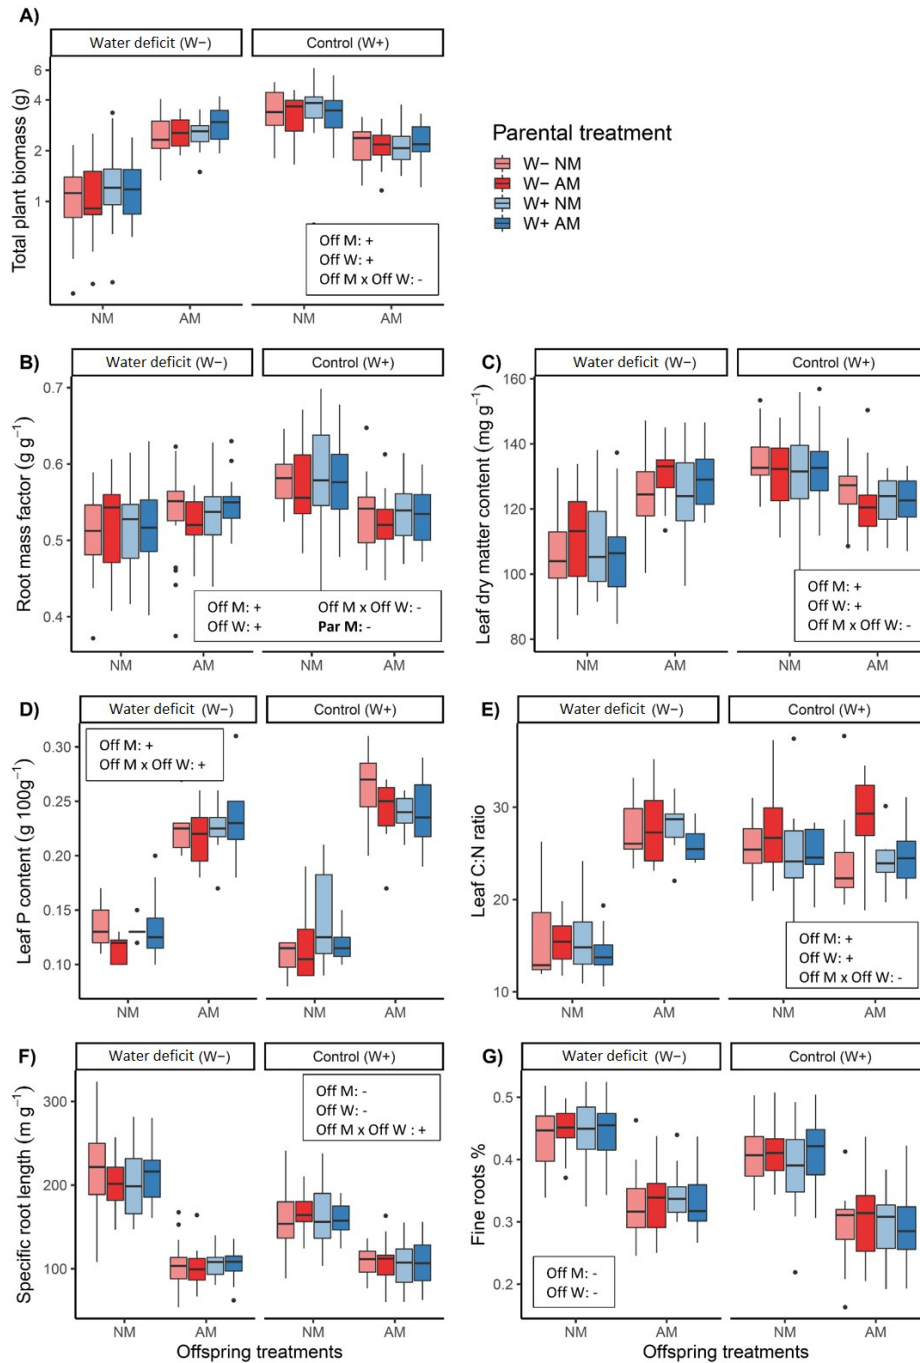 A)
Water deficit (W−)
Control (W+)
Total plant biomass (g)
6
4
2
1
Off M: +
Off W: +
Off M x Off W: -
NM
AM
NM
AM
Parental treatment
W− NM
W− AM
W+ NM
W+ AM
B)
Water deficit (W−)
Control (W+)
Root mass factor (g g⁻¹)
0.7
0.6
0.5
0.4
Off M: + Off M x Off W: -
Off W: + Par M: -
NM
AM
NM
AM
C)
Water deficit (W−)
Control (W+)
Leaf dry matter content (mg g⁻¹)
160
140
120
100
80
Off M: +
Off W: +
Off M x Off W: -
NM
AM
NM
AM
D)
Water deficit (W−)
Control (W+)
Leaf P content (g 100g⁻¹)
0.30
0.25
0.20
0.15
0.10
Off M: +
Off M x Off W: +
NM
AM
NM
AM
E)
Water deficit (W−)
Control (W+)
Leaf C:N ratio
30
20
10
Off M: +
Off W: +
Off M x Off W: -
NM
AM
NM
AM
F)
Water deficit (W−)
Control (W+)
Specific root length (m g⁻¹)
300
200
100
Off M: -
Off W: -
Off M x Off W : +
NM
AM
NM
AM
Offspring treatments
G)
Water deficit (W−)
Control (W+)
Fine roots %
0.5
0.4
0.3
0.2
Off M: -
Off W: -
NM
AM
NM
AM
Offspring treatments